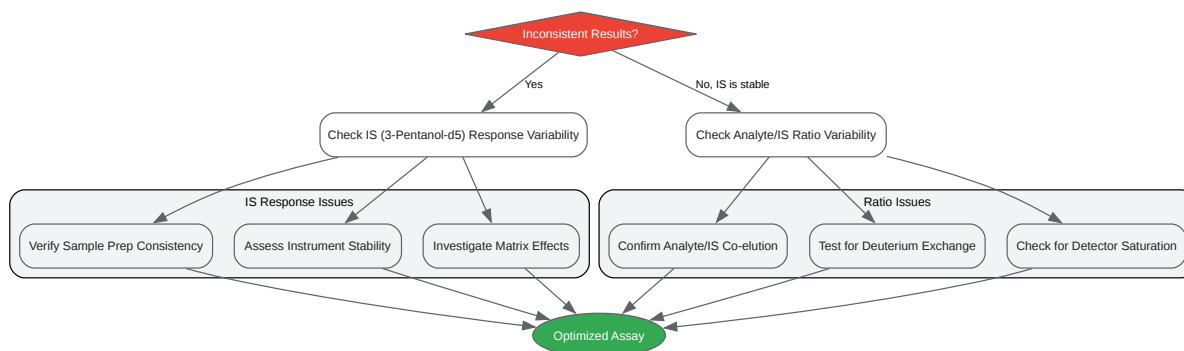 Inconsistent Results?
Yes
No, IS is stable
Check IS (3-Pentanol-d5) Response Variability
Check Analyte/IS Ratio Variability
IS Response Issues
Ratio Issues
Verify Sample Prep Consistency
Assess Instrument Stability
Investigate Matrix Effects
Confirm Analyte/IS Co-elution
Test for Deuterium Exchange
Check for Detector Saturation
Optimized Assay